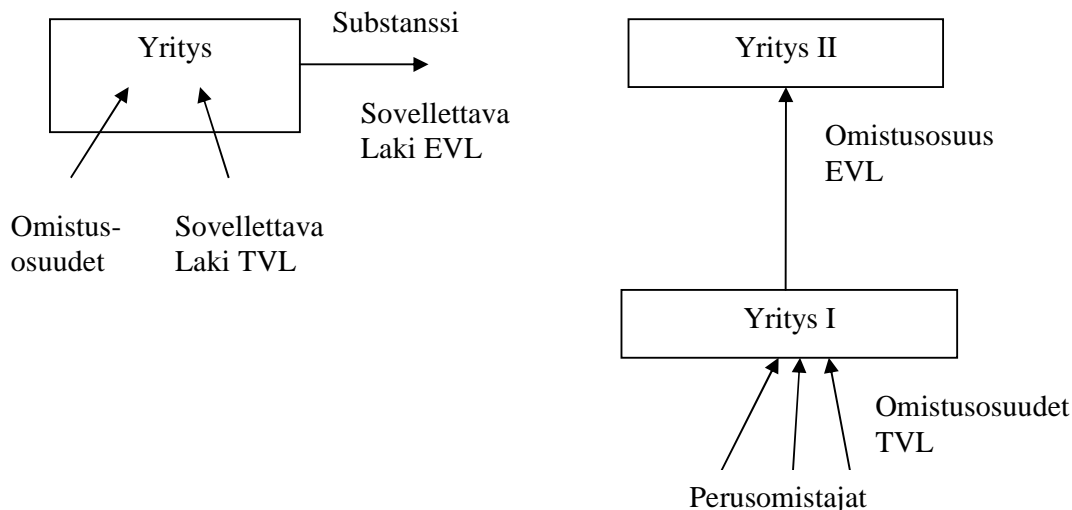 Yritys
Substanssi
Sovellettava
Laki EVL
Omistus-
osuudet
Sovellettava
Laki TVL
Yritys II
Omistusosuus
EVL
Yritys I
Omistusosuudet
TVL
Perusomistajat